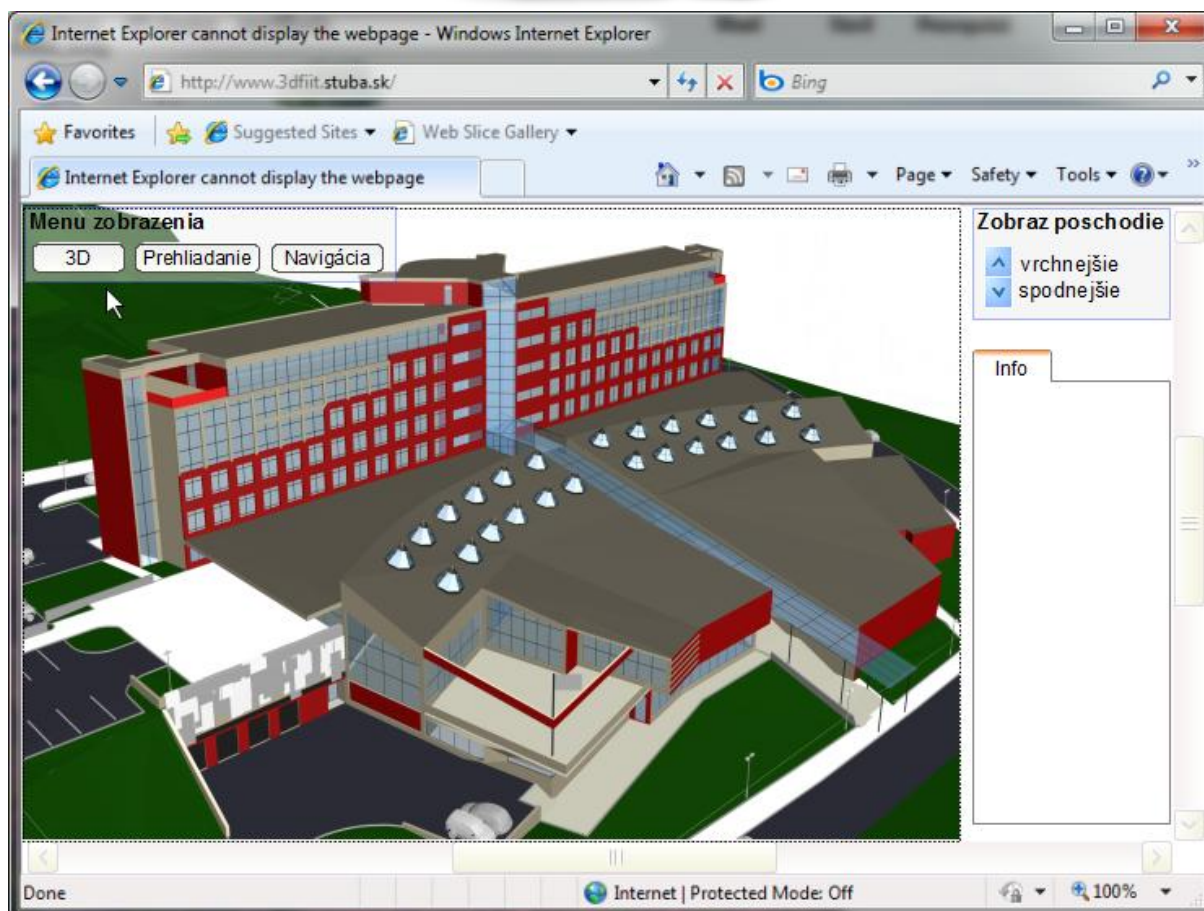 Internet Explorer cannot display the webpage - Windows Internet Explorer
http://www.3dfiit.stuba.sk/
Bing
Favorites Suggested Sites Web Slice Gallery
Internet Explorer cannot display the webpage
Page Safety Tools
Menu zobrazenia
3D Prehliadanie Navigácia
Zobraz poschodie
vrchnejšie
spodnejšie
Info
Done Internet | Protected Mode: Off 100%